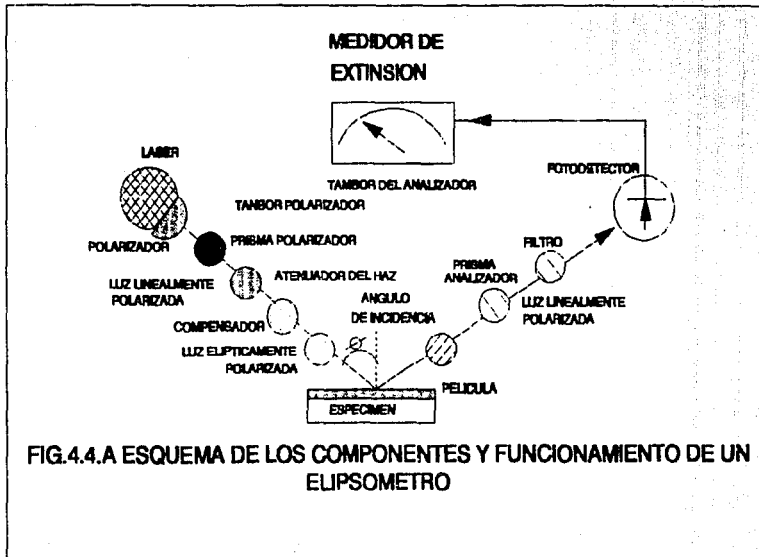 MEDIDOR DE
EXTINSION
LASER
TAMBOR DEL ANALIZADOR
FOTODETECTOR
TAMBOR POLARIZADOR
POLARIZADOR
PRISMA POLARIZADOR
FILTRO
ATENUADOR DEL HAZ
PRISMA
ANALIZADOR
LUZ LINEALMENTE
POLARIZADA
ANGULO
DE INCIDENCIA
LUZ LINEALMENTE
POLARIZADA
COMPENSADOR
LUZ ELIPTICAMENTE
POLARIZADA
PELICULA
ESPECIMEN
FIG.4.4.A ESQUEMA DE LOS COMPONENTES Y FUNCIONAMIENTO DE UN
ELIPSOMETRO